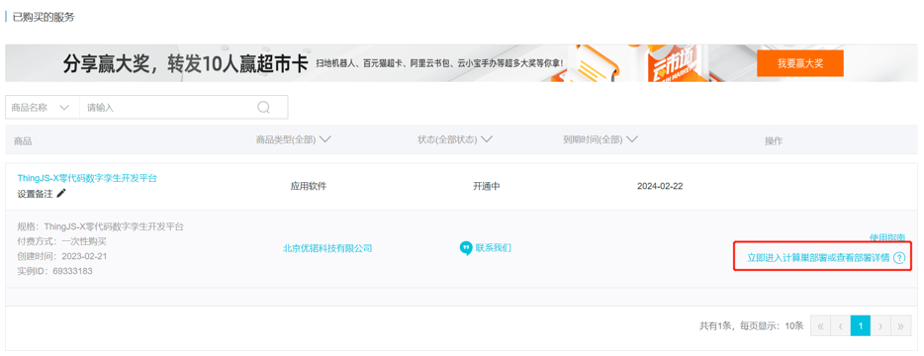 已购买的服务
分享赢大奖，转发10人赢超市卡 扫地机器人、百元猫超卡、阿里云书包、云小宝手办等超多大奖等你拿！ 云市场 我要赢大奖
商品名称 请输入
商品 商品类型(全部) 状态(全部状态) 到期时间(全部) 操作
ThingJS-X零代码数字孪生开发平台
设置备注
应用软件 开通中 2024-02-22
规格：ThingJS-X零代码数字孪生开发平台
付费方式：一次性购买
创建时间：2023-02-21
实例ID：69333183
北京优锘科技有限公司 联系我们
使用指南
立即进入计算巢部署或查看部署详情 ?
共有1条，每页显示：10条 « ‹ 1 › »